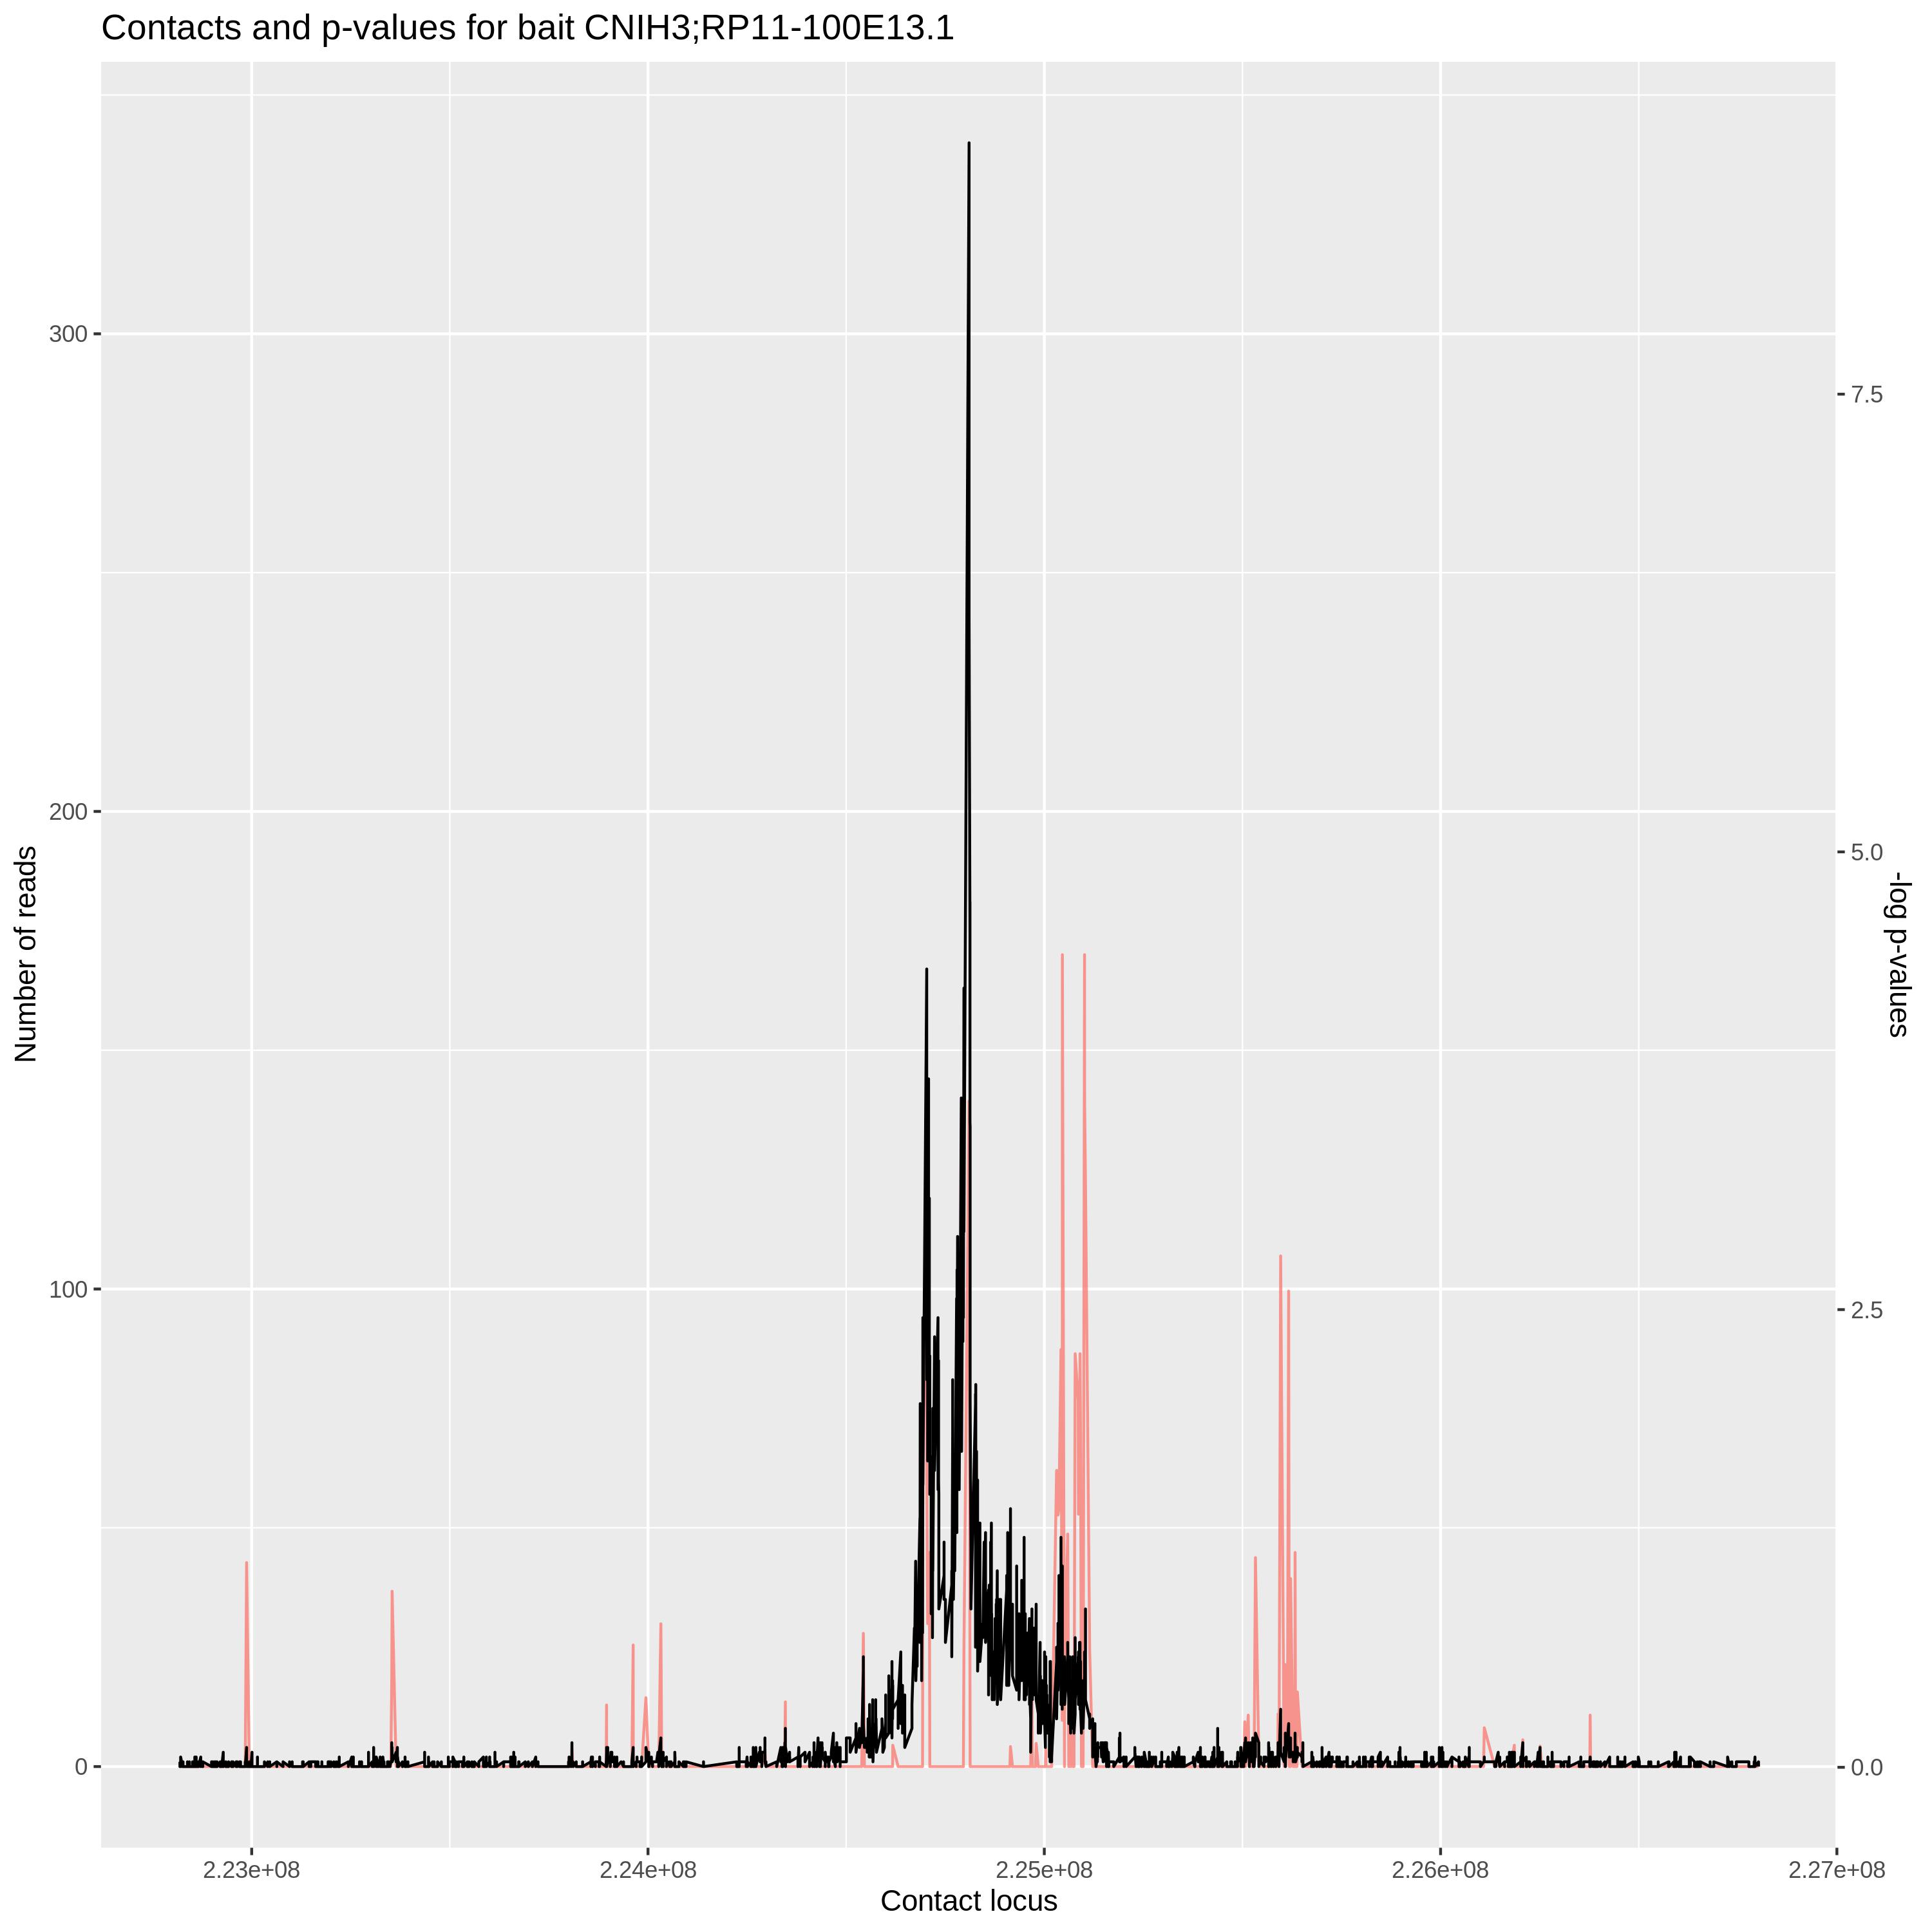 Contacts and p-values for bait CNIH3;RP11-100E13.1
300
200
100
0
Number of reads
7.5
5.0
2.5
0.0
-log p-values
2.23e+08
2.24e+08
2.25e+08
2.26e+08
2.27e+08
Contact locus